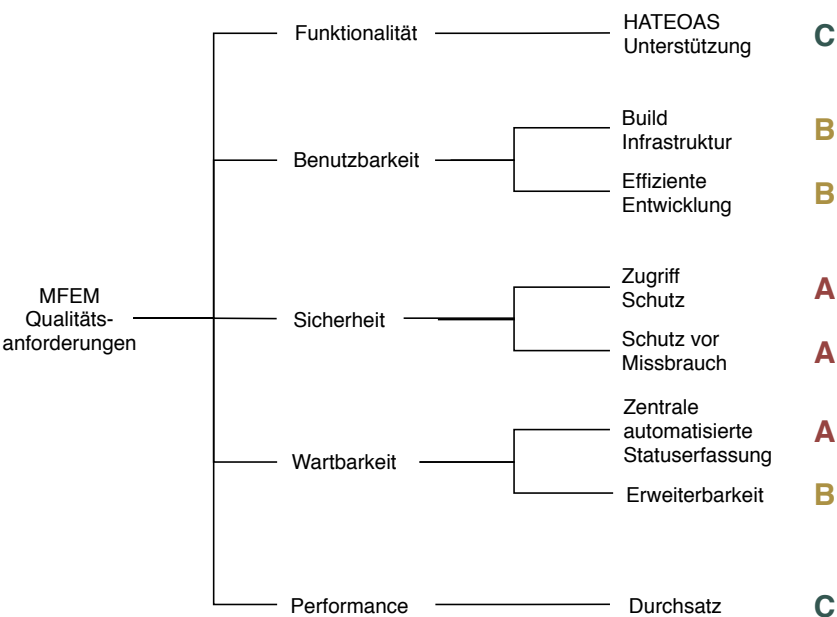 MFEM
Qualitäts-
anforderungen
Funktionalität
HATEOAS
Unterstützung
C
Benutzbarkeit
Build
Infrastruktur
B
Effiziente
Entwicklung
B
Sicherheit
Zugriff
Schutz
A
Schutz vor
Missbrauch
A
Wartbarkeit
Zentrale
automatisierte
Statuserfassung
A
Erweiterbarkeit
B
Performance
Durchsatz
C